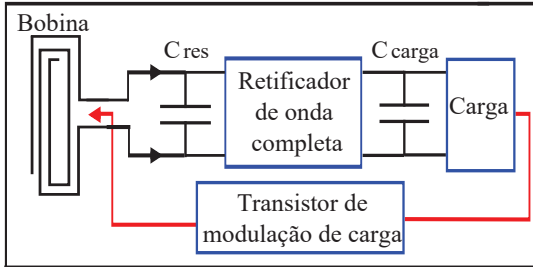 Bobina
C res
Retificador
de onda
completa
C carga
Carga
Transistor de
modulação de carga